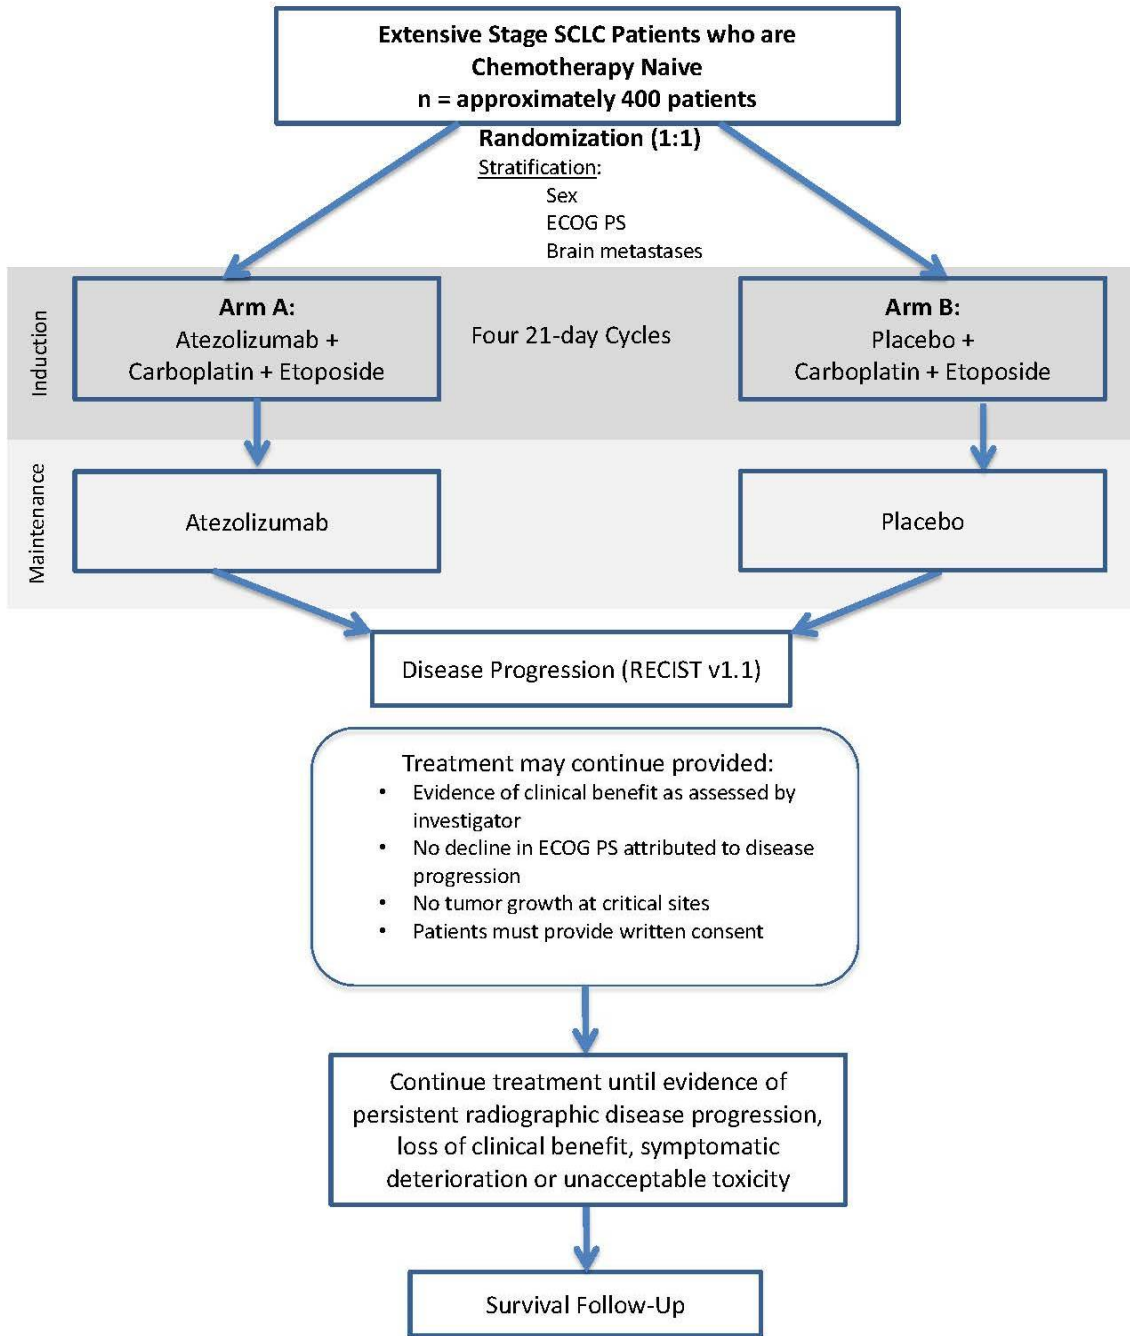 Extensive Stage SCLC Patients who are
Chemotherapy Naive
n = approximately 400 patients
Randomization (1:1)
Stratification:
Sex
ECOG PS
Brain metastases
Induction
Arm A:
Atezolizumab +
Carboplatin + Etoposide
Four 21-day Cycles
Arm B:
Placebo +
Carboplatin + Etoposide
Maintenance
Atezolizumab
Placebo
Disease Progression (RECIST v1.1)
Treatment may continue provided:
• Evidence of clinical benefit as assessed by
investigator
• No decline in ECOG PS attributed to disease
progression
• No tumor growth at critical sites
• Patients must provide written consent
Continue treatment until evidence of
persistent radiographic disease progression,
loss of clinical benefit, symptomatic
deterioration or unacceptable toxicity
Survival Follow-Up